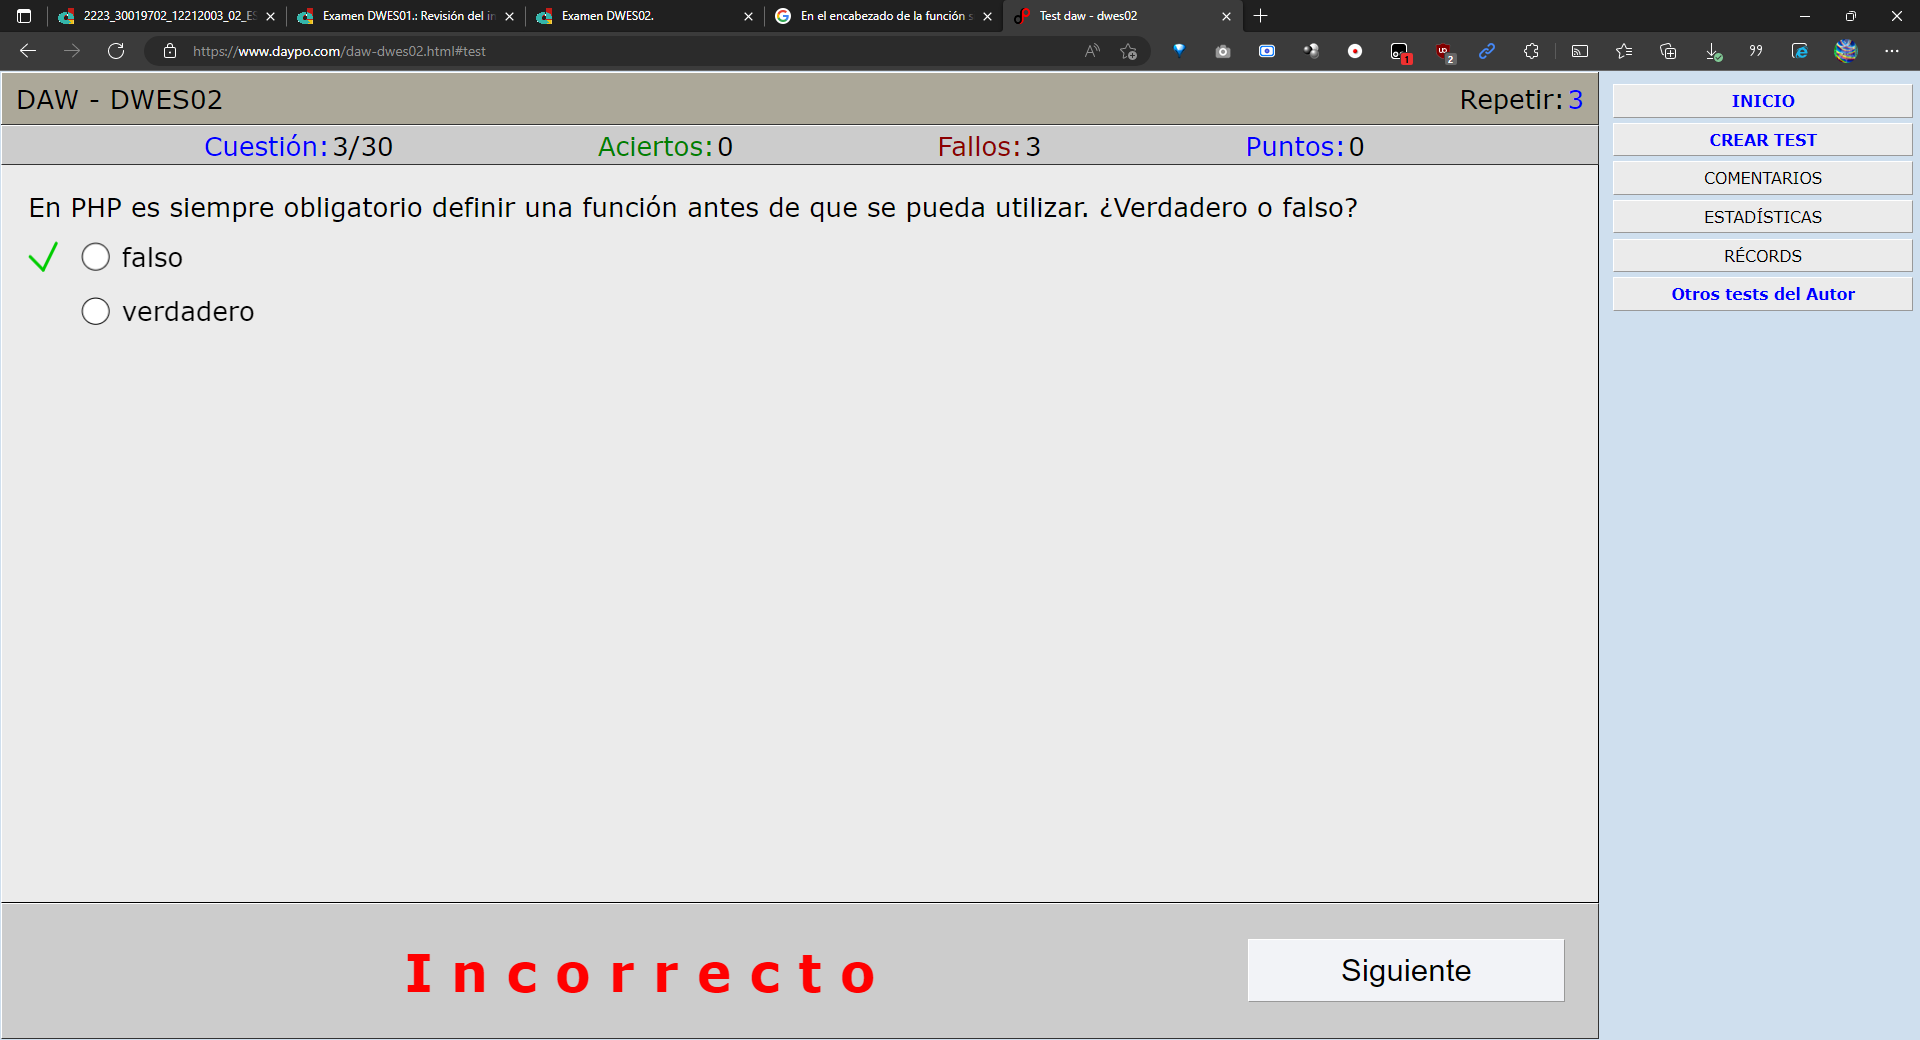 2223_30019702_12212003_02_ES
Examen DWES01.: Revisión del in
Examen DWES02.
En el encabezado de la función s
Test daw - dwes02
https://www.daypo.com/daw-dwes02.html#test
1
2
DAW - DWES02
Repetir: 3
Cuestión: 3/30
Aciertos: 0
Fallos: 3
Puntos: 0
En PHP es siempre obligatorio definir una función antes de que se pueda utilizar. ¿Verdadero o falso?
falso
verdadero
Incorrecto
Siguiente
INICIO
CREAR TEST
COMENTARIOS
ESTADÍSTICAS
RÉCORDS
Otros tests del Autor